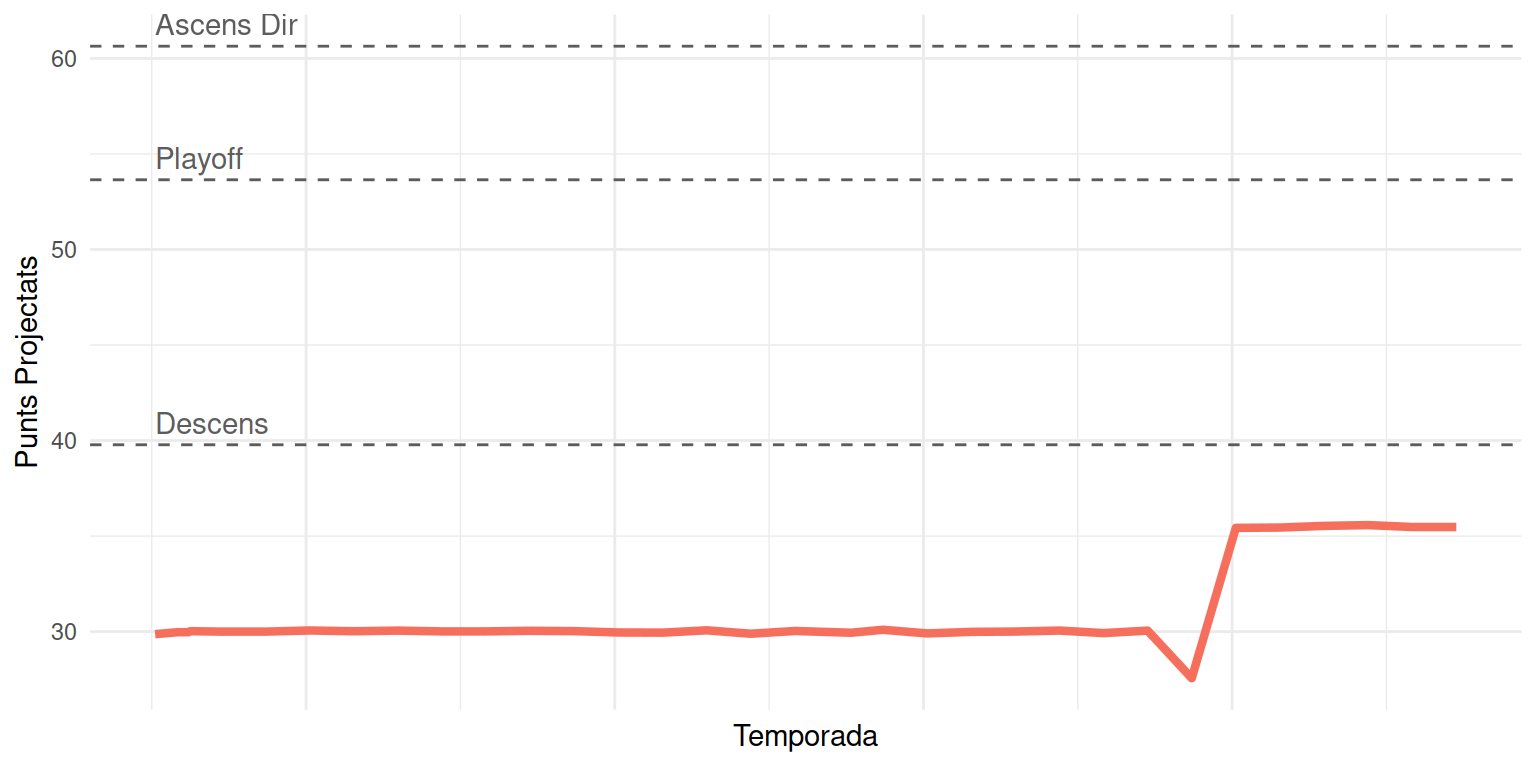 Ascens Dir
60
Playoff
50
Descens
40
30
Punts Projectats
Temporada